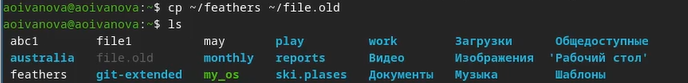 aoivanova@aoivanova:~$ cp ~/feathers ~/file.old
aoivanova@aoivanova:~$ ls
abc1 file1 may play work Загрузки Общедоступные
australia file.old monthly reports Видео Изображения 'Рабочий стол'
feathers git-extended my_os ski.plases Документы Музыка Шаблоны